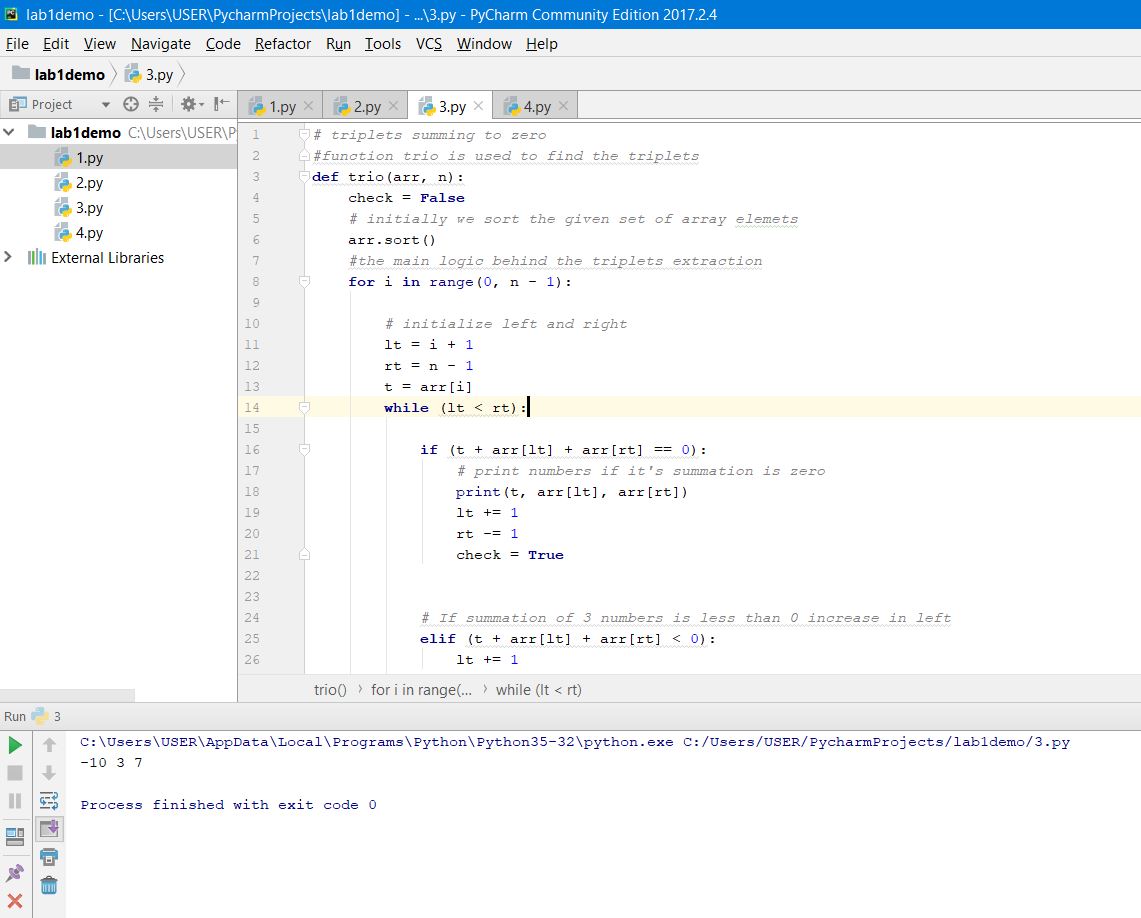 lab1demo - [C:\Users\USER\PycharmProjects\lab1demo] - ...\3.py - PyCharm Community Edition 2017.2.4
File Edit View Navigate Code Refactor Run Tools VCS Window Help
lab1demo 3.py
Project 1.py 2.py 3.py 4.py
lab1demo C:\Users\USER\P
1.py
2.py
3.py
4.py
External Libraries
1 # triplets summing to zero
2 #function trio is used to find the triplets
3 def trio(arr, n):
4 check = False
5 # initially we sort the given set of array elemets
6 arr.sort()
7 #the main logic behind the triplets extraction
8 for i in range(0, n - 1):
9
10 # initialize left and right
11 lt = i + 1
12 rt = n - 1
13 t = arr[i]
14 while (lt < rt):
15
16 if (t + arr[lt] + arr[rt] == 0):
17 # print numbers if it's summation is zero
18 print(t, arr[lt], arr[rt])
19 lt += 1
20 rt -= 1
21 check = True
22
23
24 # If summation of 3 numbers is less than 0 increase in left
25 elif (t + arr[lt] + arr[rt] < 0):
26 lt += 1
trio() for i in range(... while (lt < rt)
Run 3
C:\Users\USER\AppData\Local\Programs\Python\Python35-32\python.exe C:/Users/USER/PycharmProjects/lab1demo/3.py
-10 3 7
Process finished with exit code 0